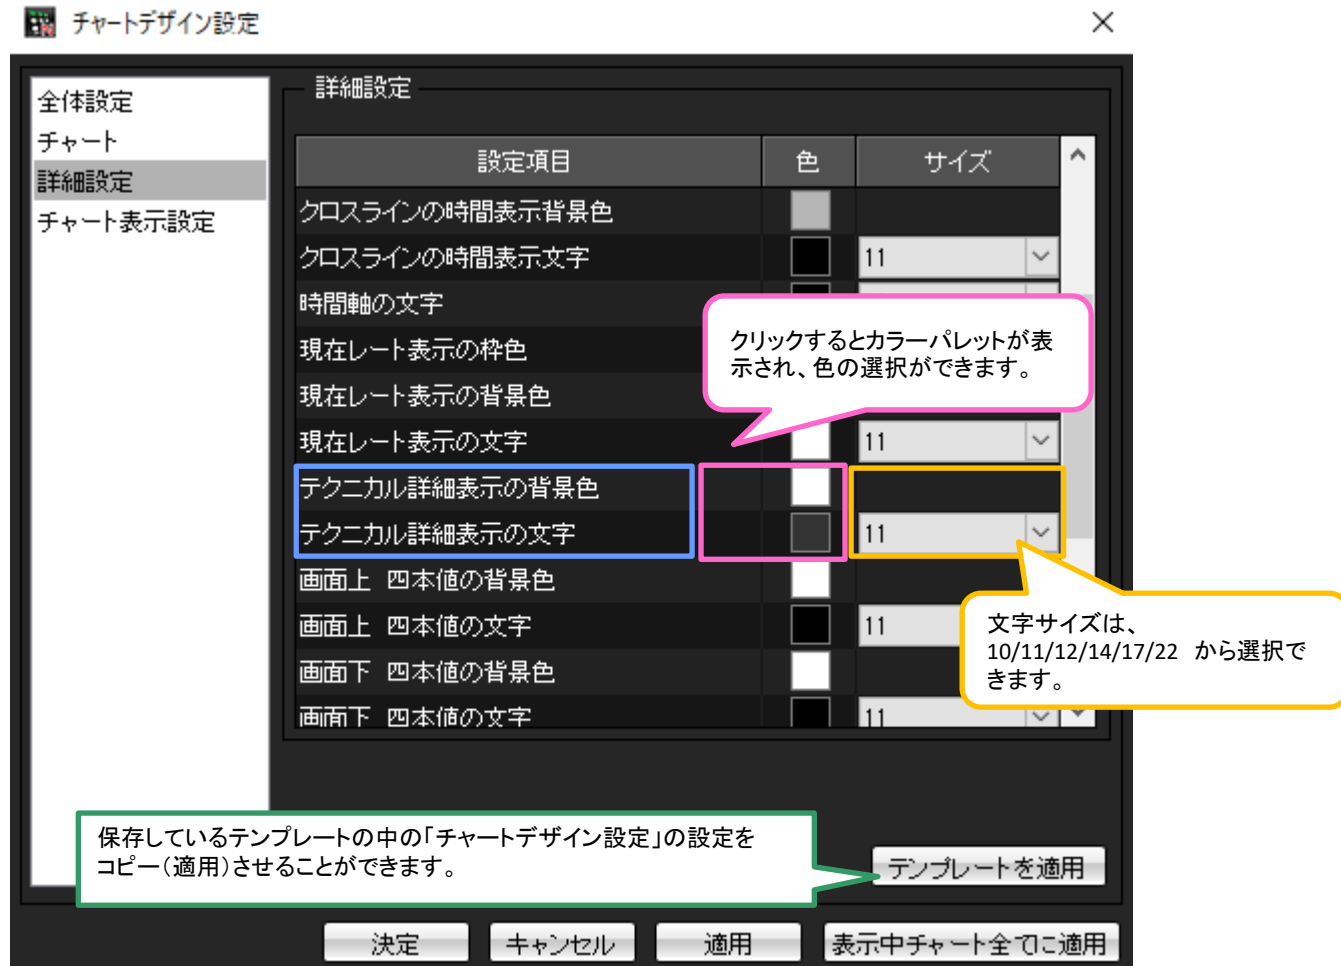 チャートデザイン設定
全体設定
チャート
詳細設定
チャート表示設定
詳細設定
設定項目 色 サイズ
クロスラインの時間表示背景色
クロスラインの時間表示文字 11
時間軸の文字
現在レート表示の枠色
現在レート表示の背景色
現在レート表示の文字 11
テクニカル詳細表示の背景色
テクニカル詳細表示の文字 11
画面上 四本値の背景色
画面上 四本値の文字 11
画面下 四本値の背景色
画面下 四本値の文字 11
クリックするとカラーパレットが表
示され、色の選択ができます。
文字サイズは、
10/11/12/14/17/22 から選択で
きます。
保存しているテンプレートの中の「チャートデザイン設定」の設定を
コピー（適用）させることができます。
テンプレートを適用
決定 キャンセル 適用 表示中チャート全てに適用